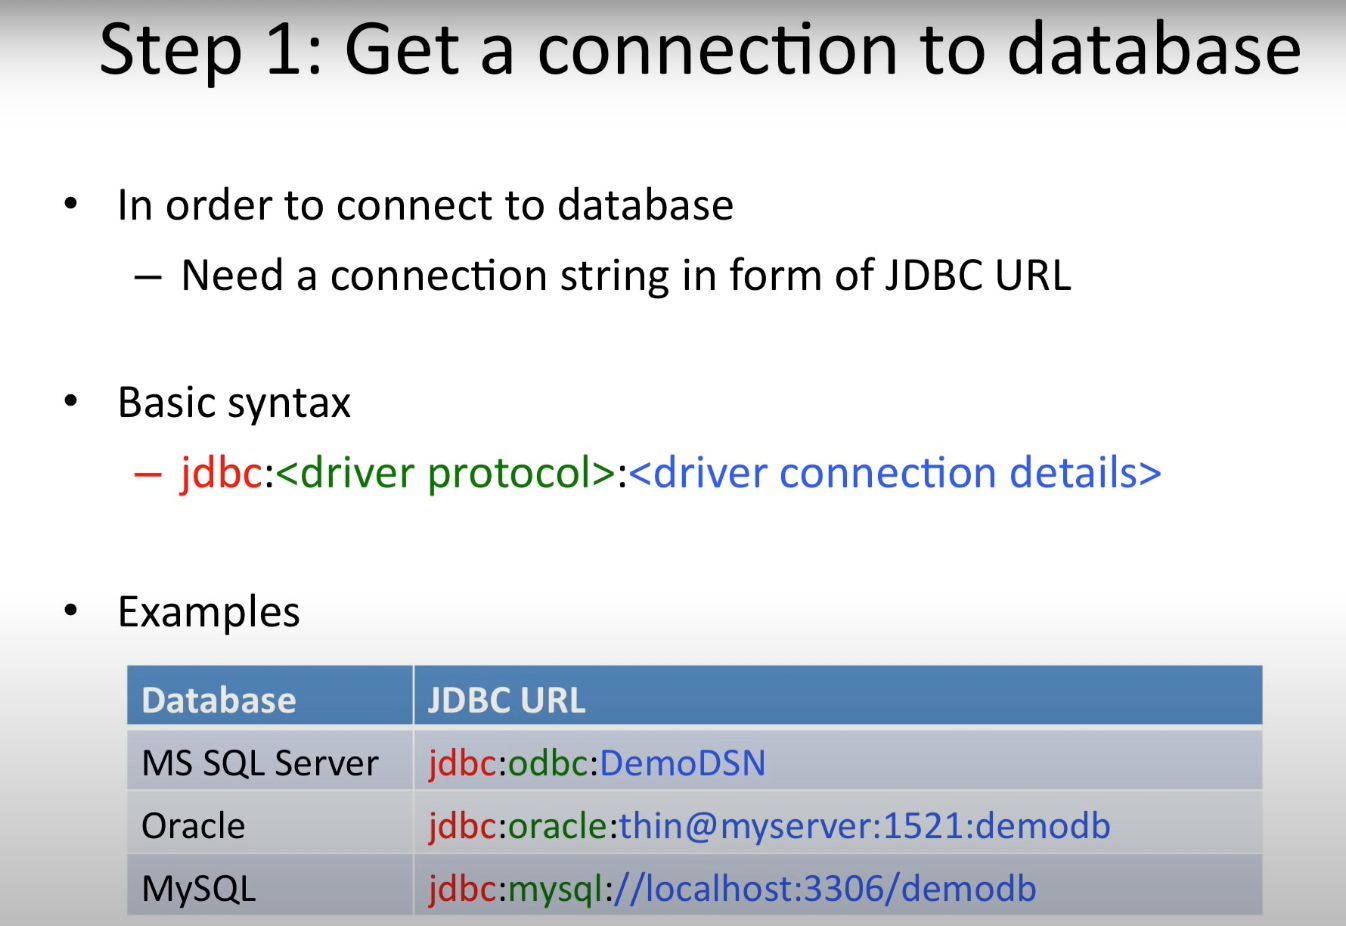 Step 1: Get a connection to database
• In order to connect to database
– Need a connection string in form of JDBC URL
• Basic syntax
– jdbc:<driver protocol>:<driver connection details>
• Examples
Database JDBC URL
MS SQL Server jdbc:odbc:DemoDSN
Oracle jdbc:oracle:thin@myserver:1521:demodb
MySQL jdbc:mysql://localhost:3306/demodb